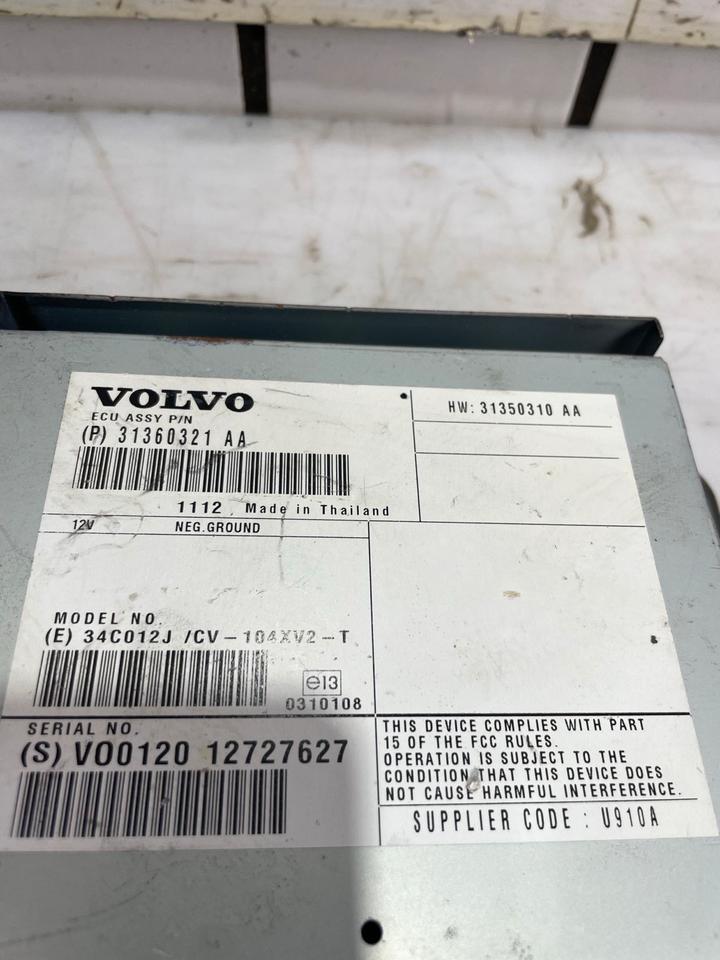 VOLVO
ECU ASSY P/N
(P) 31360321 AA
HW: 31350310 AA
1112 Made in Thailand
12V NEG.GROUND
MODEL NO.
(E) 34C012J /CV-104XV2-T
e13
0310108
SERIAL NO.
(S) VO0120 12727627
THIS DEVICE COMPLIES WITH PART
15 OF THE FCC RULES.
OPERATION IS SUBJECT TO THE
CONDITION THAT THIS DEVICE DOES
NOT CAUSE HARMFUL INTERFERENCE.
SUPPLIER CODE : U910A